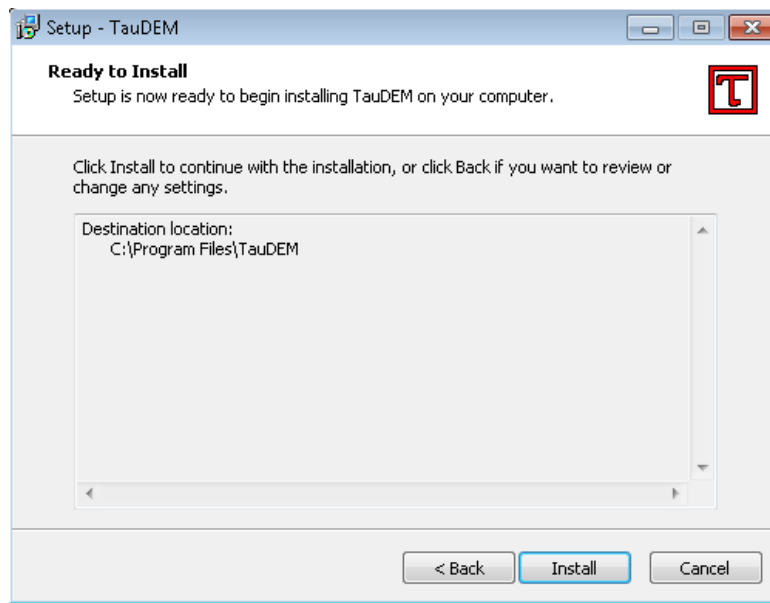 Setup - TauDEM
Ready to Install
Setup is now ready to begin installing TauDEM on your computer.
Click Install to continue with the installation, or click Back if you want to review or
change any settings.
Destination location:
C:\Program Files\TauDEM
< Back
Install
Cancel